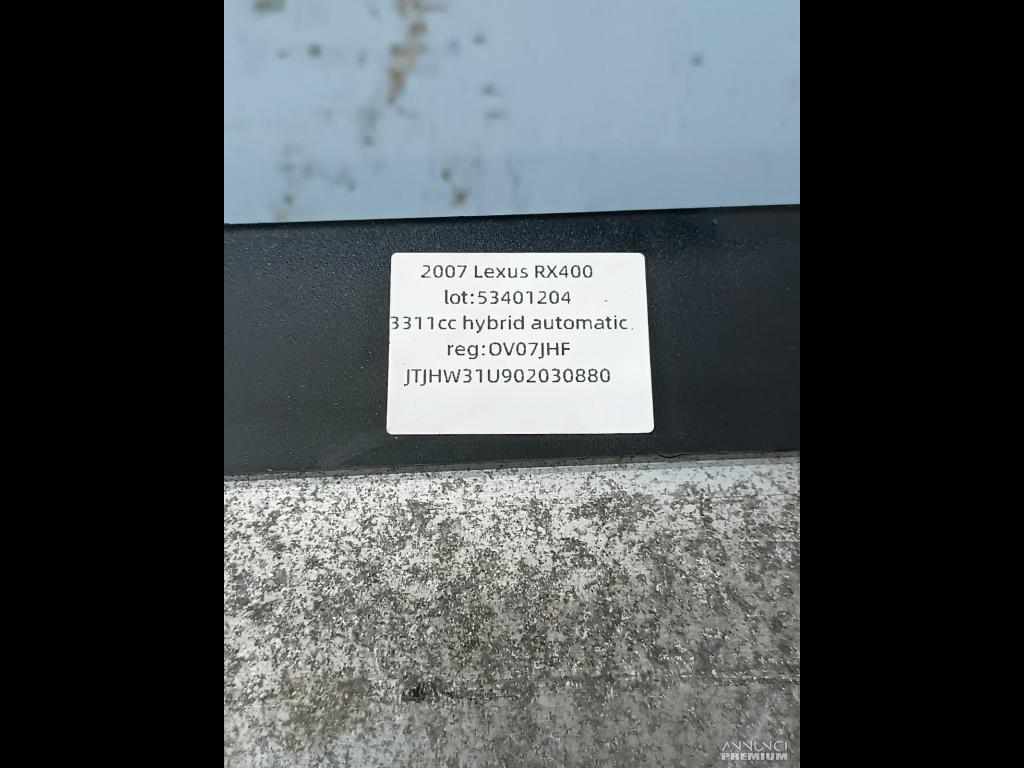 2007 Lexus RX400
lot:53401204
3311cc hybrid automatic
reg:OV07JHF
JTJHW31U902030880
ANNUNCI
PREMIUM